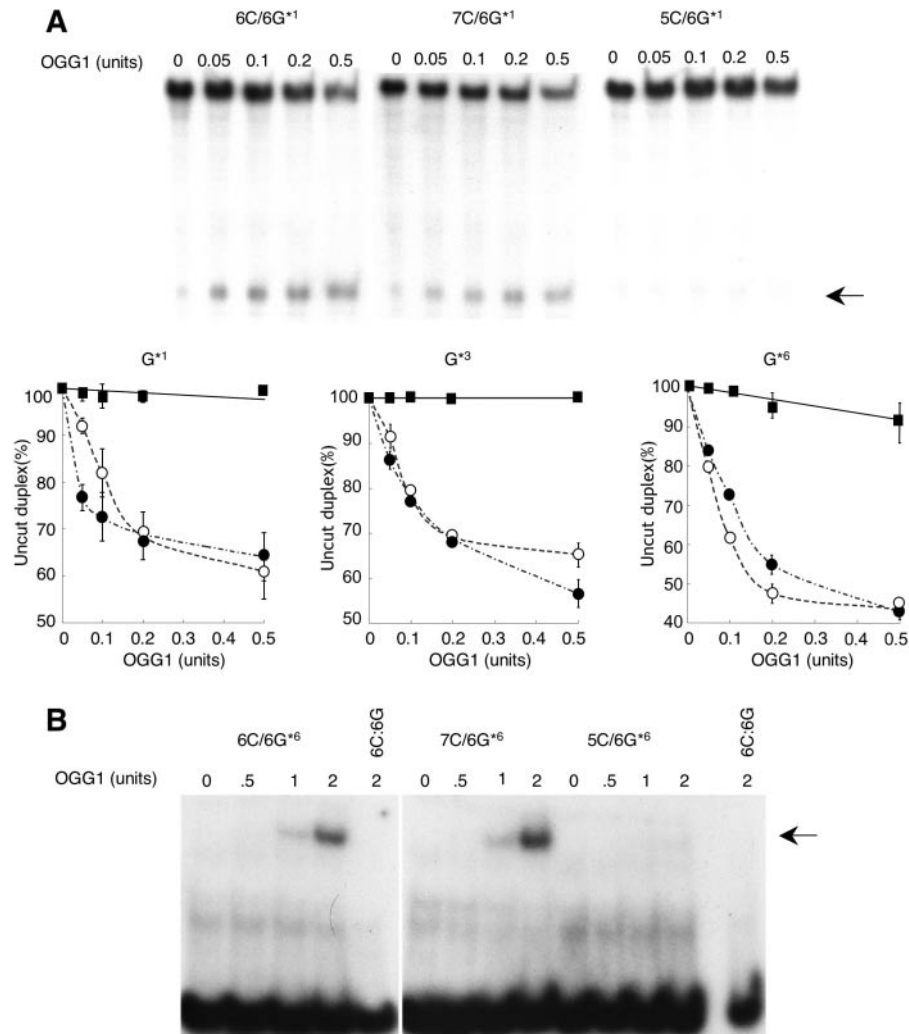 A
6C/6G*1 7C/6G*1 5C/6G*1
OGG1 (units) 0 0.05 0.1 0.2 0.5 0 0.05 0.1 0.2 0.5 0 0.05 0.1 0.2 0.5
G*1 G*3 G*6
100 100 100
90 90 90
80 80 80
70 70 70
60 60 60
50 50 50
40
Uncut duplex(%) Uncut duplex(%) Uncut duplex(%)
0 0.1 0.2 0.3 0.4 0.5 0 0.1 0.2 0.3 0.4 0.5 0 0.1 0.2 0.3 0.4 0.5
OGG1 (units) OGG1 (units) OGG1 (units)
B
6C/6G*6 6C:6G 7C/6G*6 5C/6G*6 6C:6G
OGG1 (units) 0 .5 1 2 2 0 .5 1 2 0 .5 1 2 2